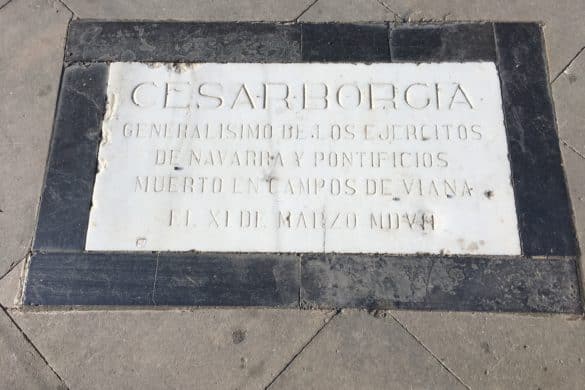 CESAR BORGIA
GENERALISIMO DE LOS EJERCITOS
DE NAVARRA Y PONTIFICIOS
MUERTO EN CAMPOS DE VIANA
EL XI DE MARZO MDVII